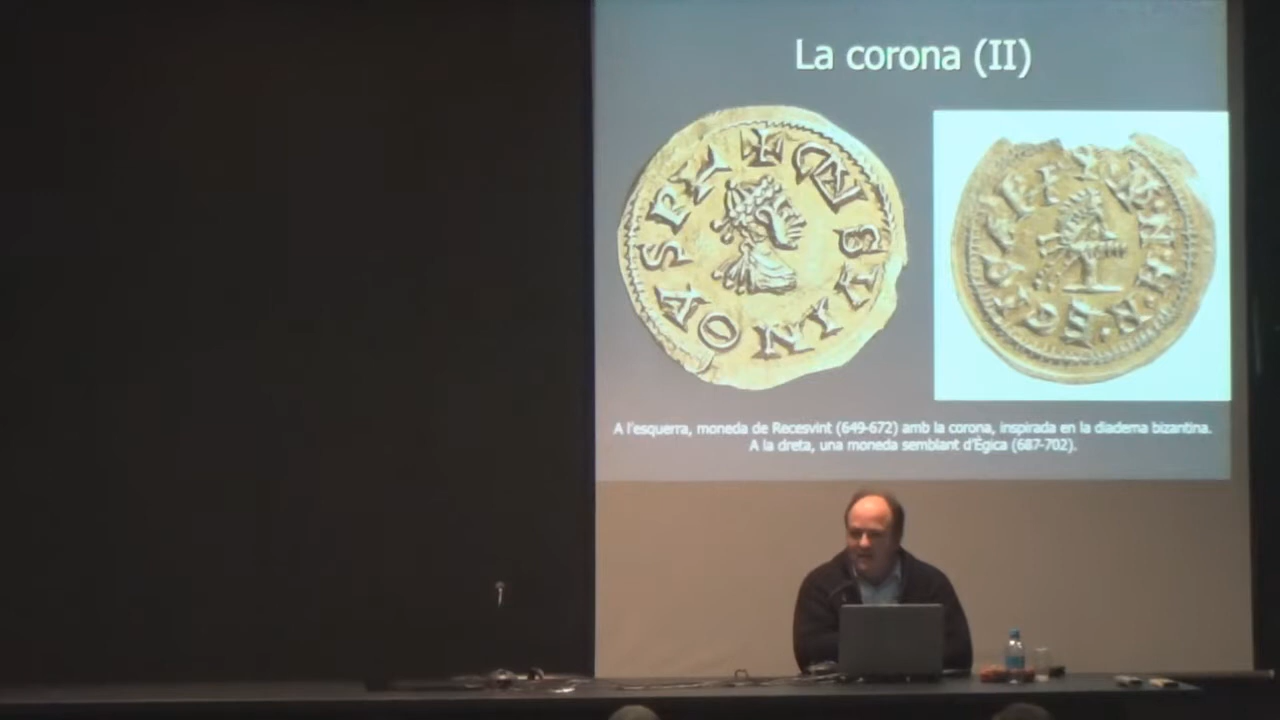 La corona (II)
A l'esquerra, moneda de Recesvint (649-672) amb la corona, inspirada en la diadema bizantina.
A la dreta, una moneda semblant d'Ègica (687-702).